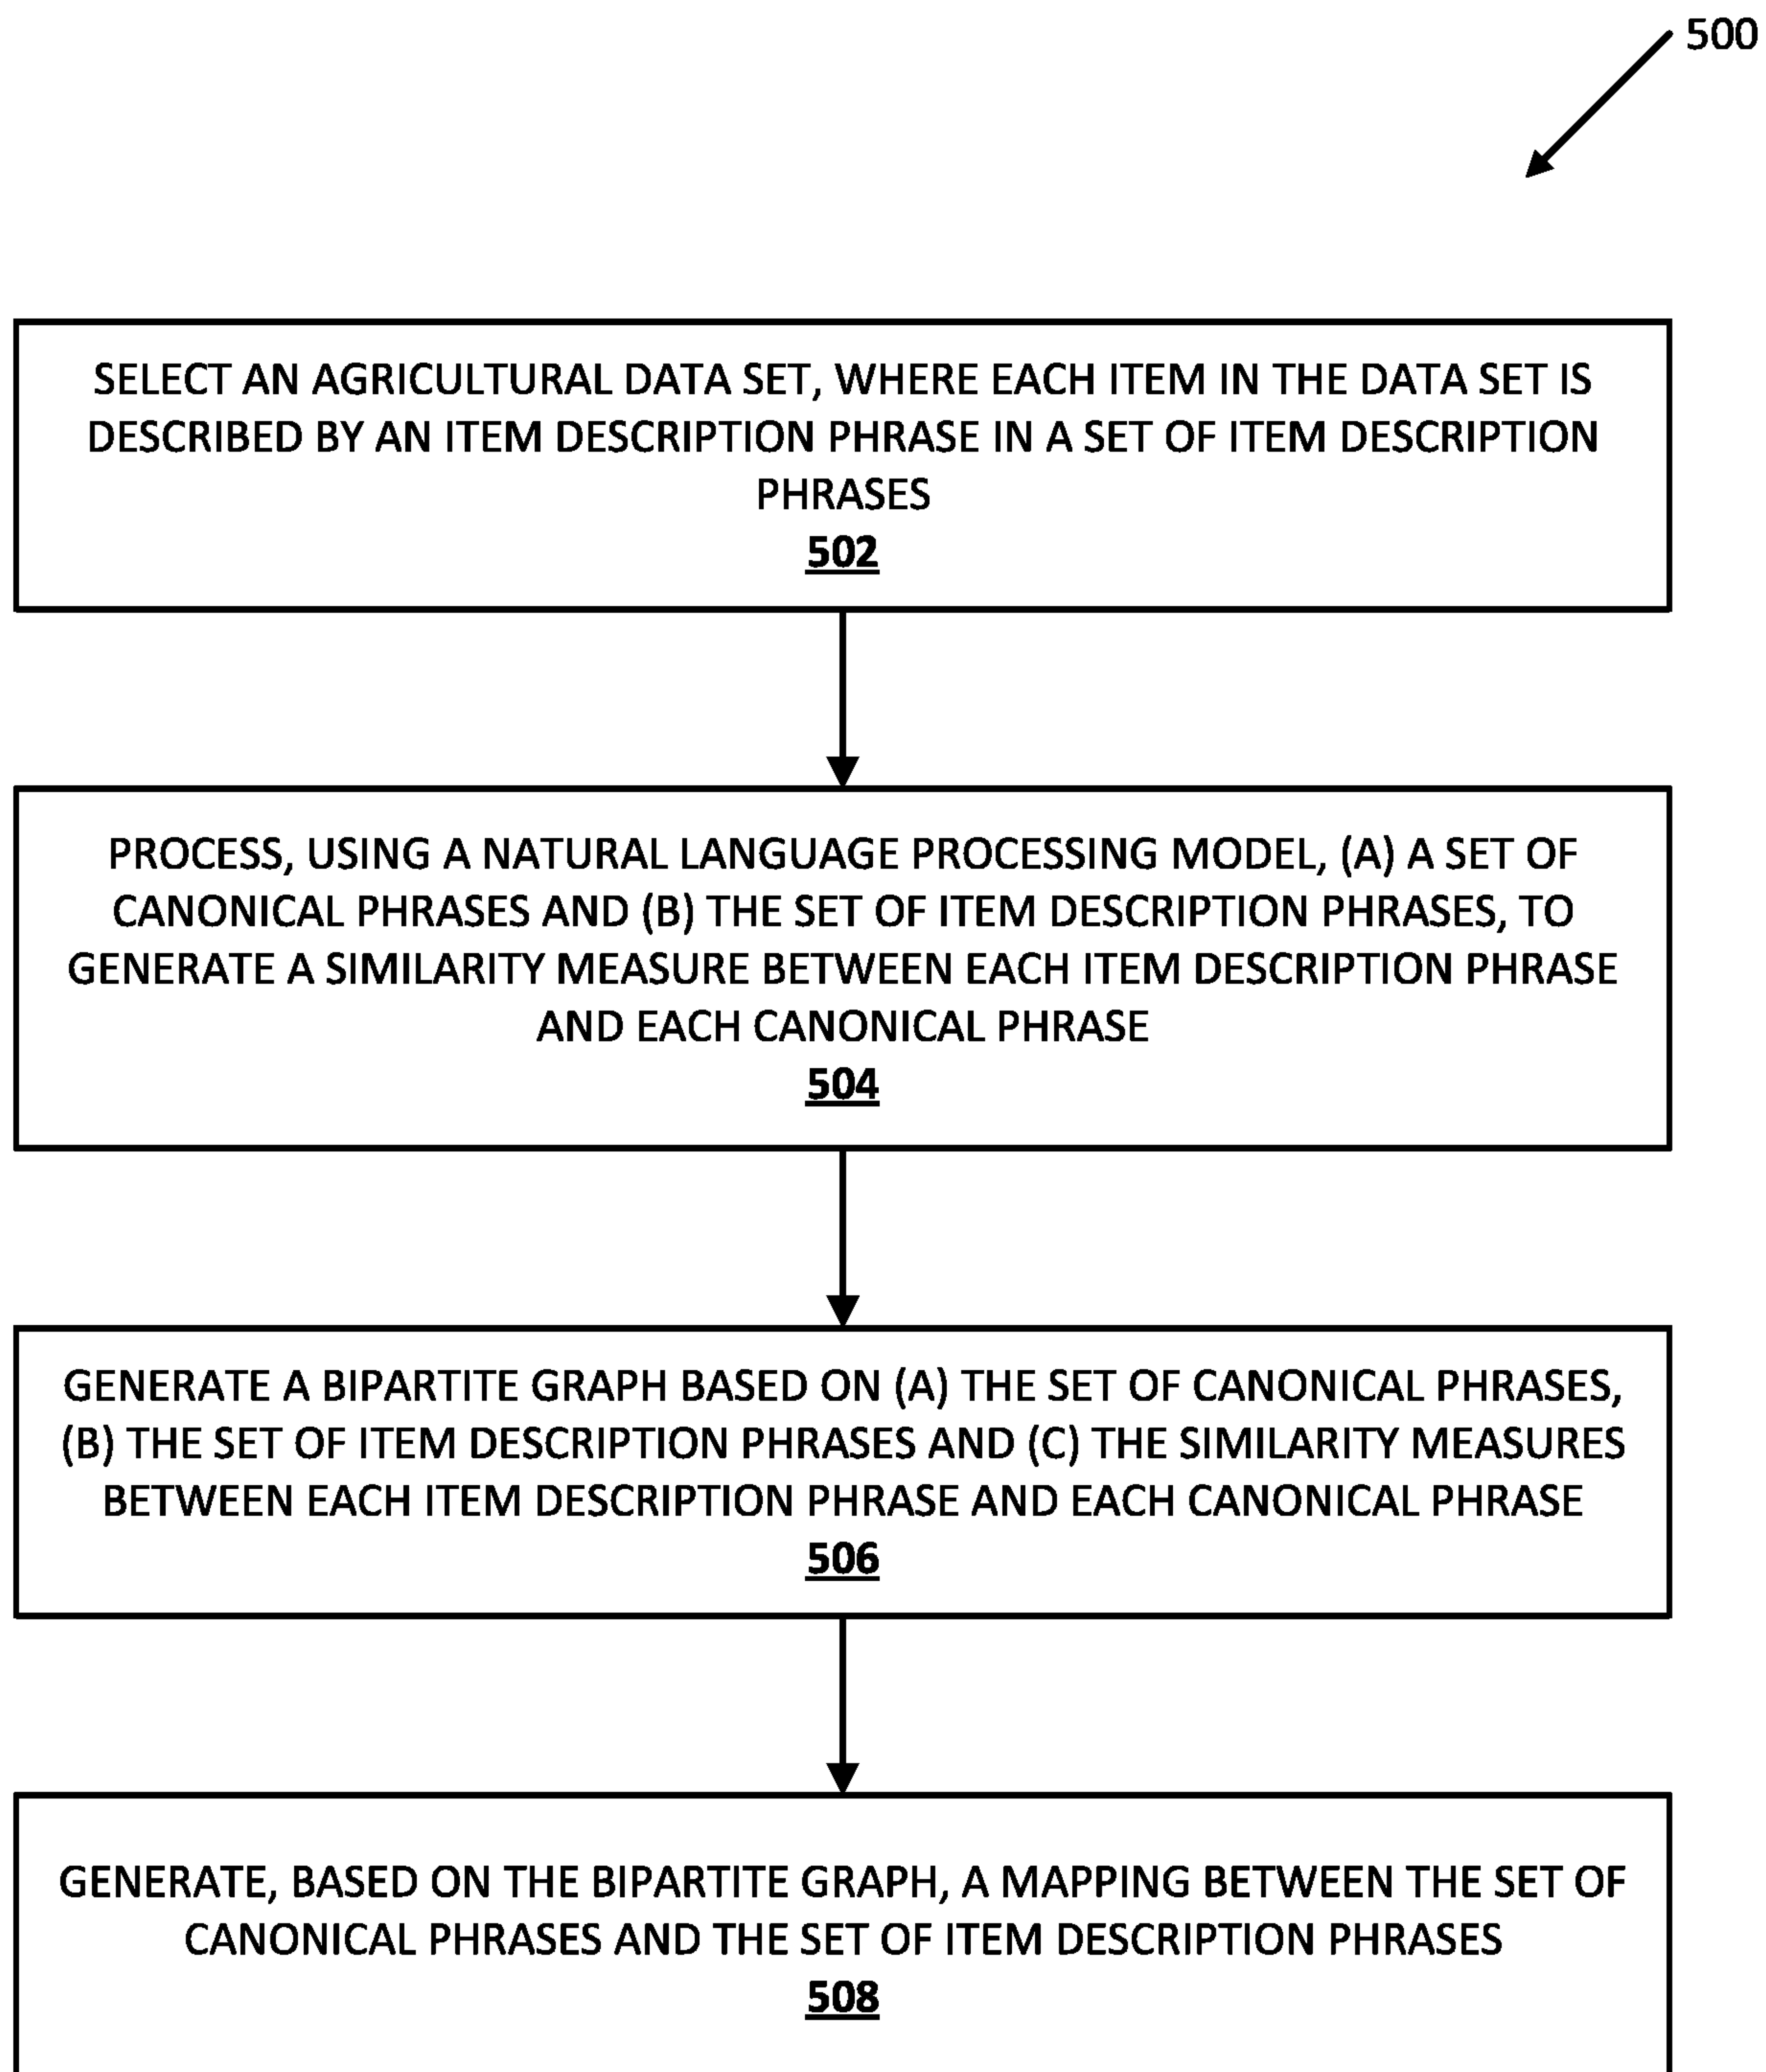 500
SELECT AN AGRICULTURAL DATA SET, WHERE EACH ITEM IN THE DATA SET IS
DESCRIBED BY AN ITEM DESCRIPTION PHRASE IN A SET OF ITEM DESCRIPTION
PHRASES
502
PROCESS, USING A NATURAL LANGUAGE PROCESSING MODEL, (A) A SET OF
CANONICAL PHRASES AND (B) THE SET OF ITEM DESCRIPTION PHRASES, TO
GENERATE A SIMILARITY MEASURE BETWEEN EACH ITEM DESCRIPTION PHRASE
AND EACH CANONICAL PHRASE
504
GENERATE A BIPARTITE GRAPH BASED ON (A) THE SET OF CANONICAL PHRASES,
(B) THE SET OF ITEM DESCRIPTION PHRASES AND (C) THE SIMILARITY MEASURES
BETWEEN EACH ITEM DESCRIPTION PHRASE AND EACH CANONICAL PHRASE
506
GENERATE, BASED ON THE BIPARTITE GRAPH, A MAPPING BETWEEN THE SET OF
CANONICAL PHRASES AND THE SET OF ITEM DESCRIPTION PHRASES
508